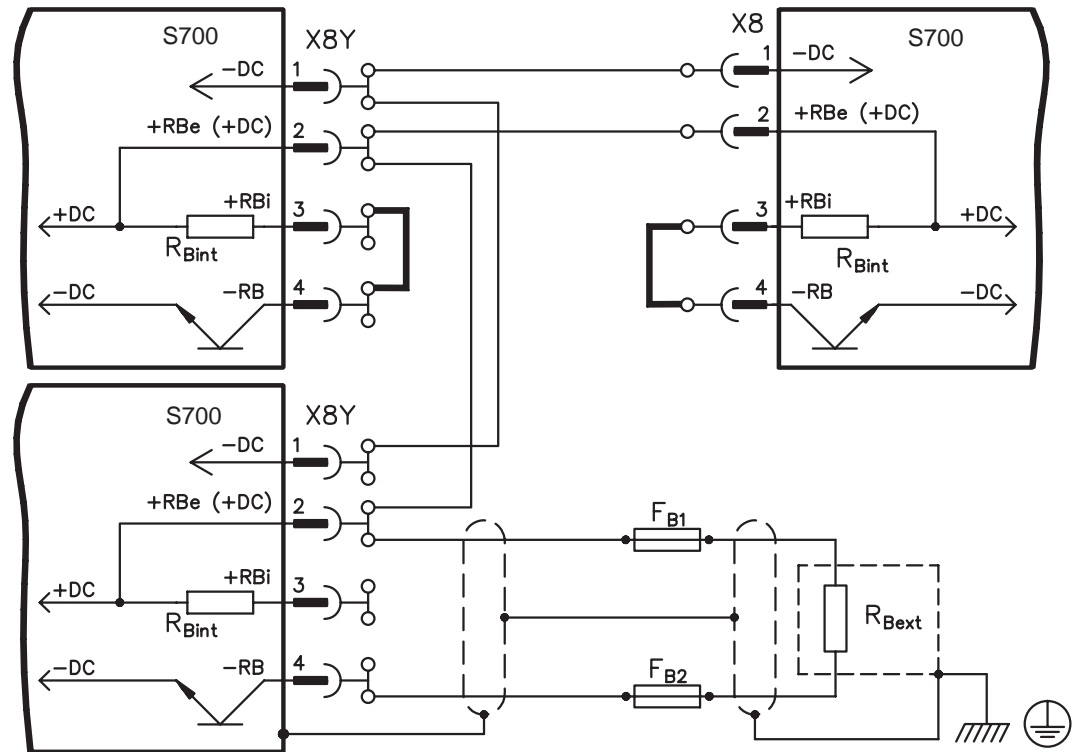 S700
X8Y
1
−DC
2
+RBe (+DC)
3
+RBi
+DC
RBint
4
−RB
−DC
X8
S700
1
−DC
2
+RBe (+DC)
3
+RBi
+DC
RBint
4
−RB
−DC
S700
X8Y
1
−DC
2
+RBe (+DC)
3
+RBi
+DC
RBint
4
−RB
−DC
FB1
RBext
FB2